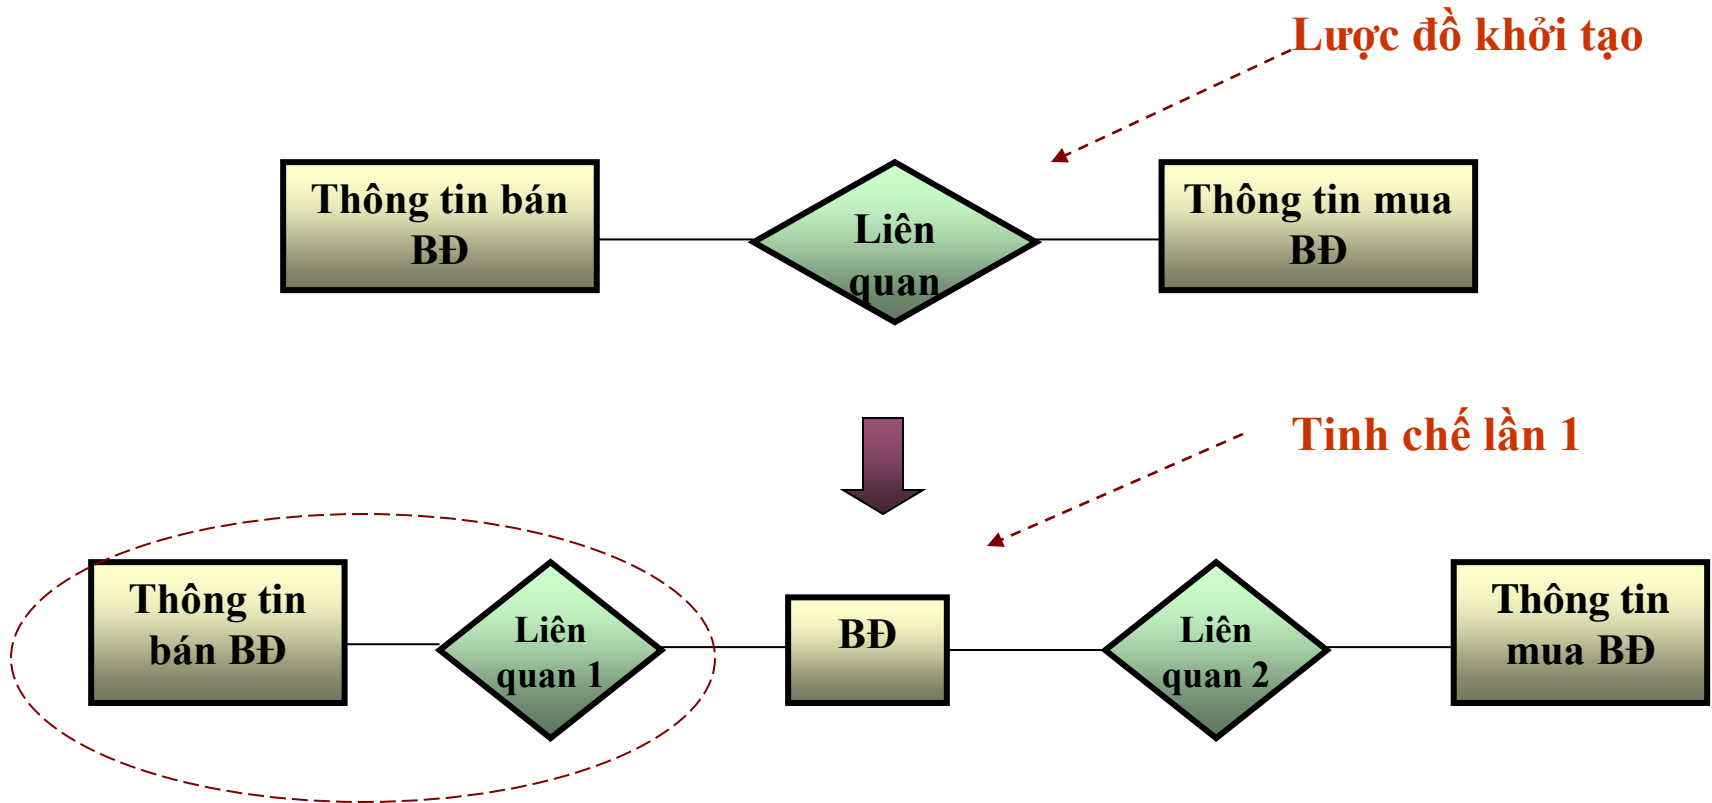 Lược đồ khởi tạo
Thông tin bán
BĐ
Liên
quan
Thông tin mua
BĐ
Tinh chế lần 1
Thông tin
bán BĐ
Liên
quan 1
BĐ
Liên
quan 2
Thông tin
mua BĐ